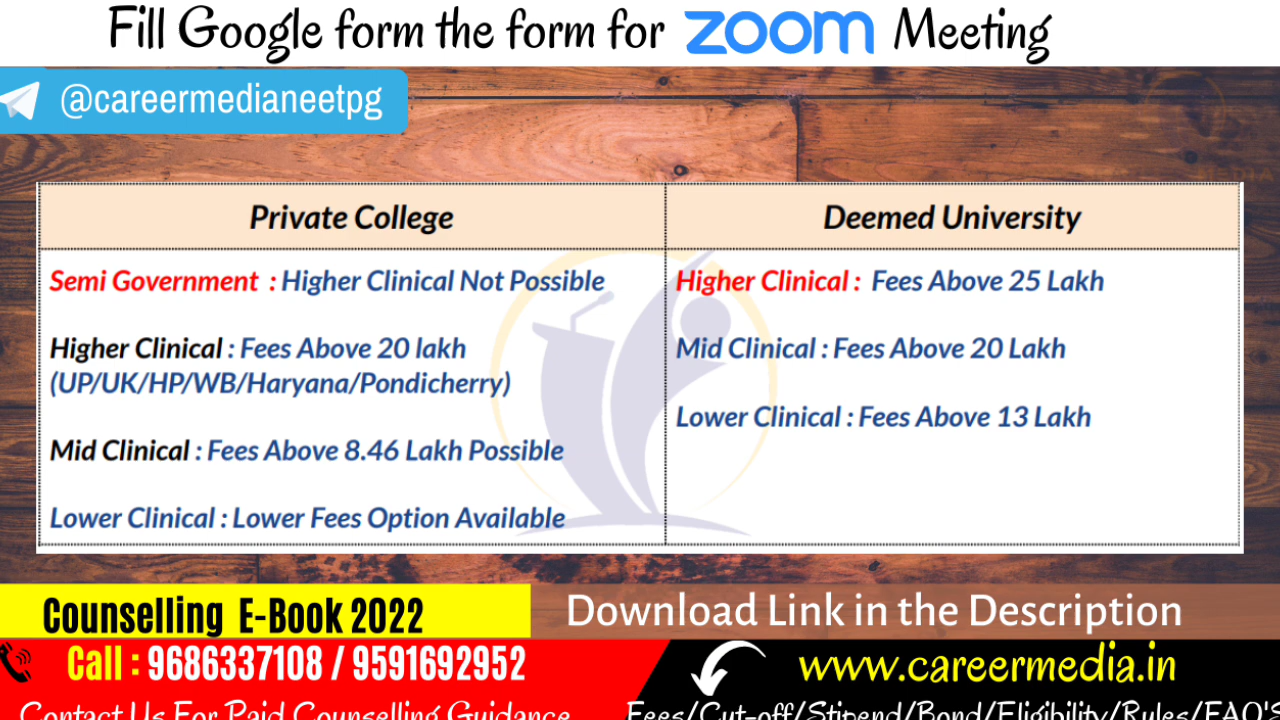 Fill Google form the form for zoom Meeting
@careermedianeetpg
Private College
Deemed University
Semi Government : Higher Clinical Not Possible
Higher Clinical : Fees Above 20 lakh
(UP/UK/HP/WB/Haryana/Pondicherry)
Mid Clinical : Fees Above 8.46 Lakh Possible
Lower Clinical : Lower Fees Option Available
Higher Clinical : Fees Above 25 Lakh
Mid Clinical : Fees Above 20 Lakh
Lower Clinical : Fees Above 13 Lakh
Counselling E-Book 2022
Download Link in the Description
Call : 9686337108 / 9591692952
www.careermedia.in
Contact Us For Paid Counselling Guidance
Fees/Cut-off/Stipend/Bond/Eligibility/Rules/FAQ'S